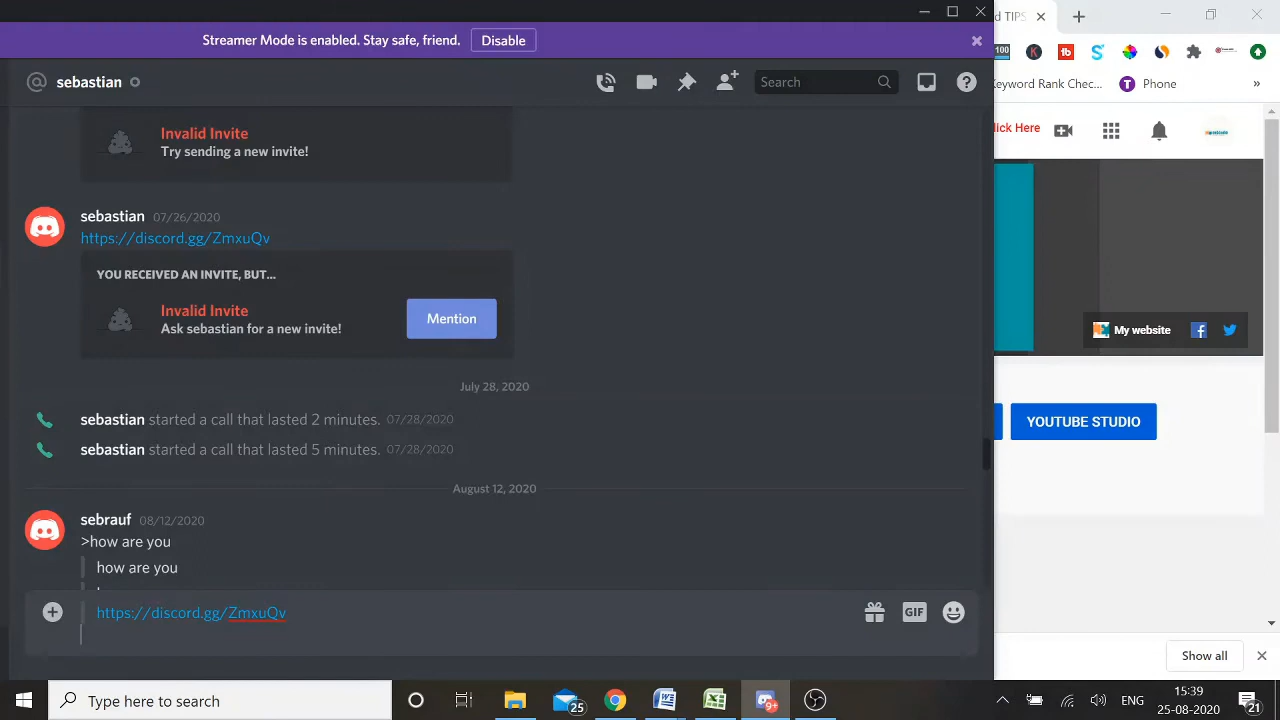 Streamer Mode is enabled. Stay safe, friend. Disable
d TIPS
sebastian
Search
100 K fb S
Keyword Rank Chec... T Phone »
Invalid Invite
Try sending a new invite!
lick Here
sebastian 07/26/2020
https://discord.gg/ZmxuQv
YOU RECEIVED AN INVITE, BUT...
Invalid Invite
Ask sebastian for a new invite!
Mention
My website
July 28, 2020
sebastian started a call that lasted 2 minutes. 07/28/2020
sebastian started a call that lasted 5 minutes. 07/28/2020
YOUTUBE STUDIO
August 12, 2020
sebrauf 08/12/2020
>how are you
how are you
https://discord.gg/ZmxuQv
GIF
Show all
Type here to search
25
9+
ENG
15:39
25-08-2020
21